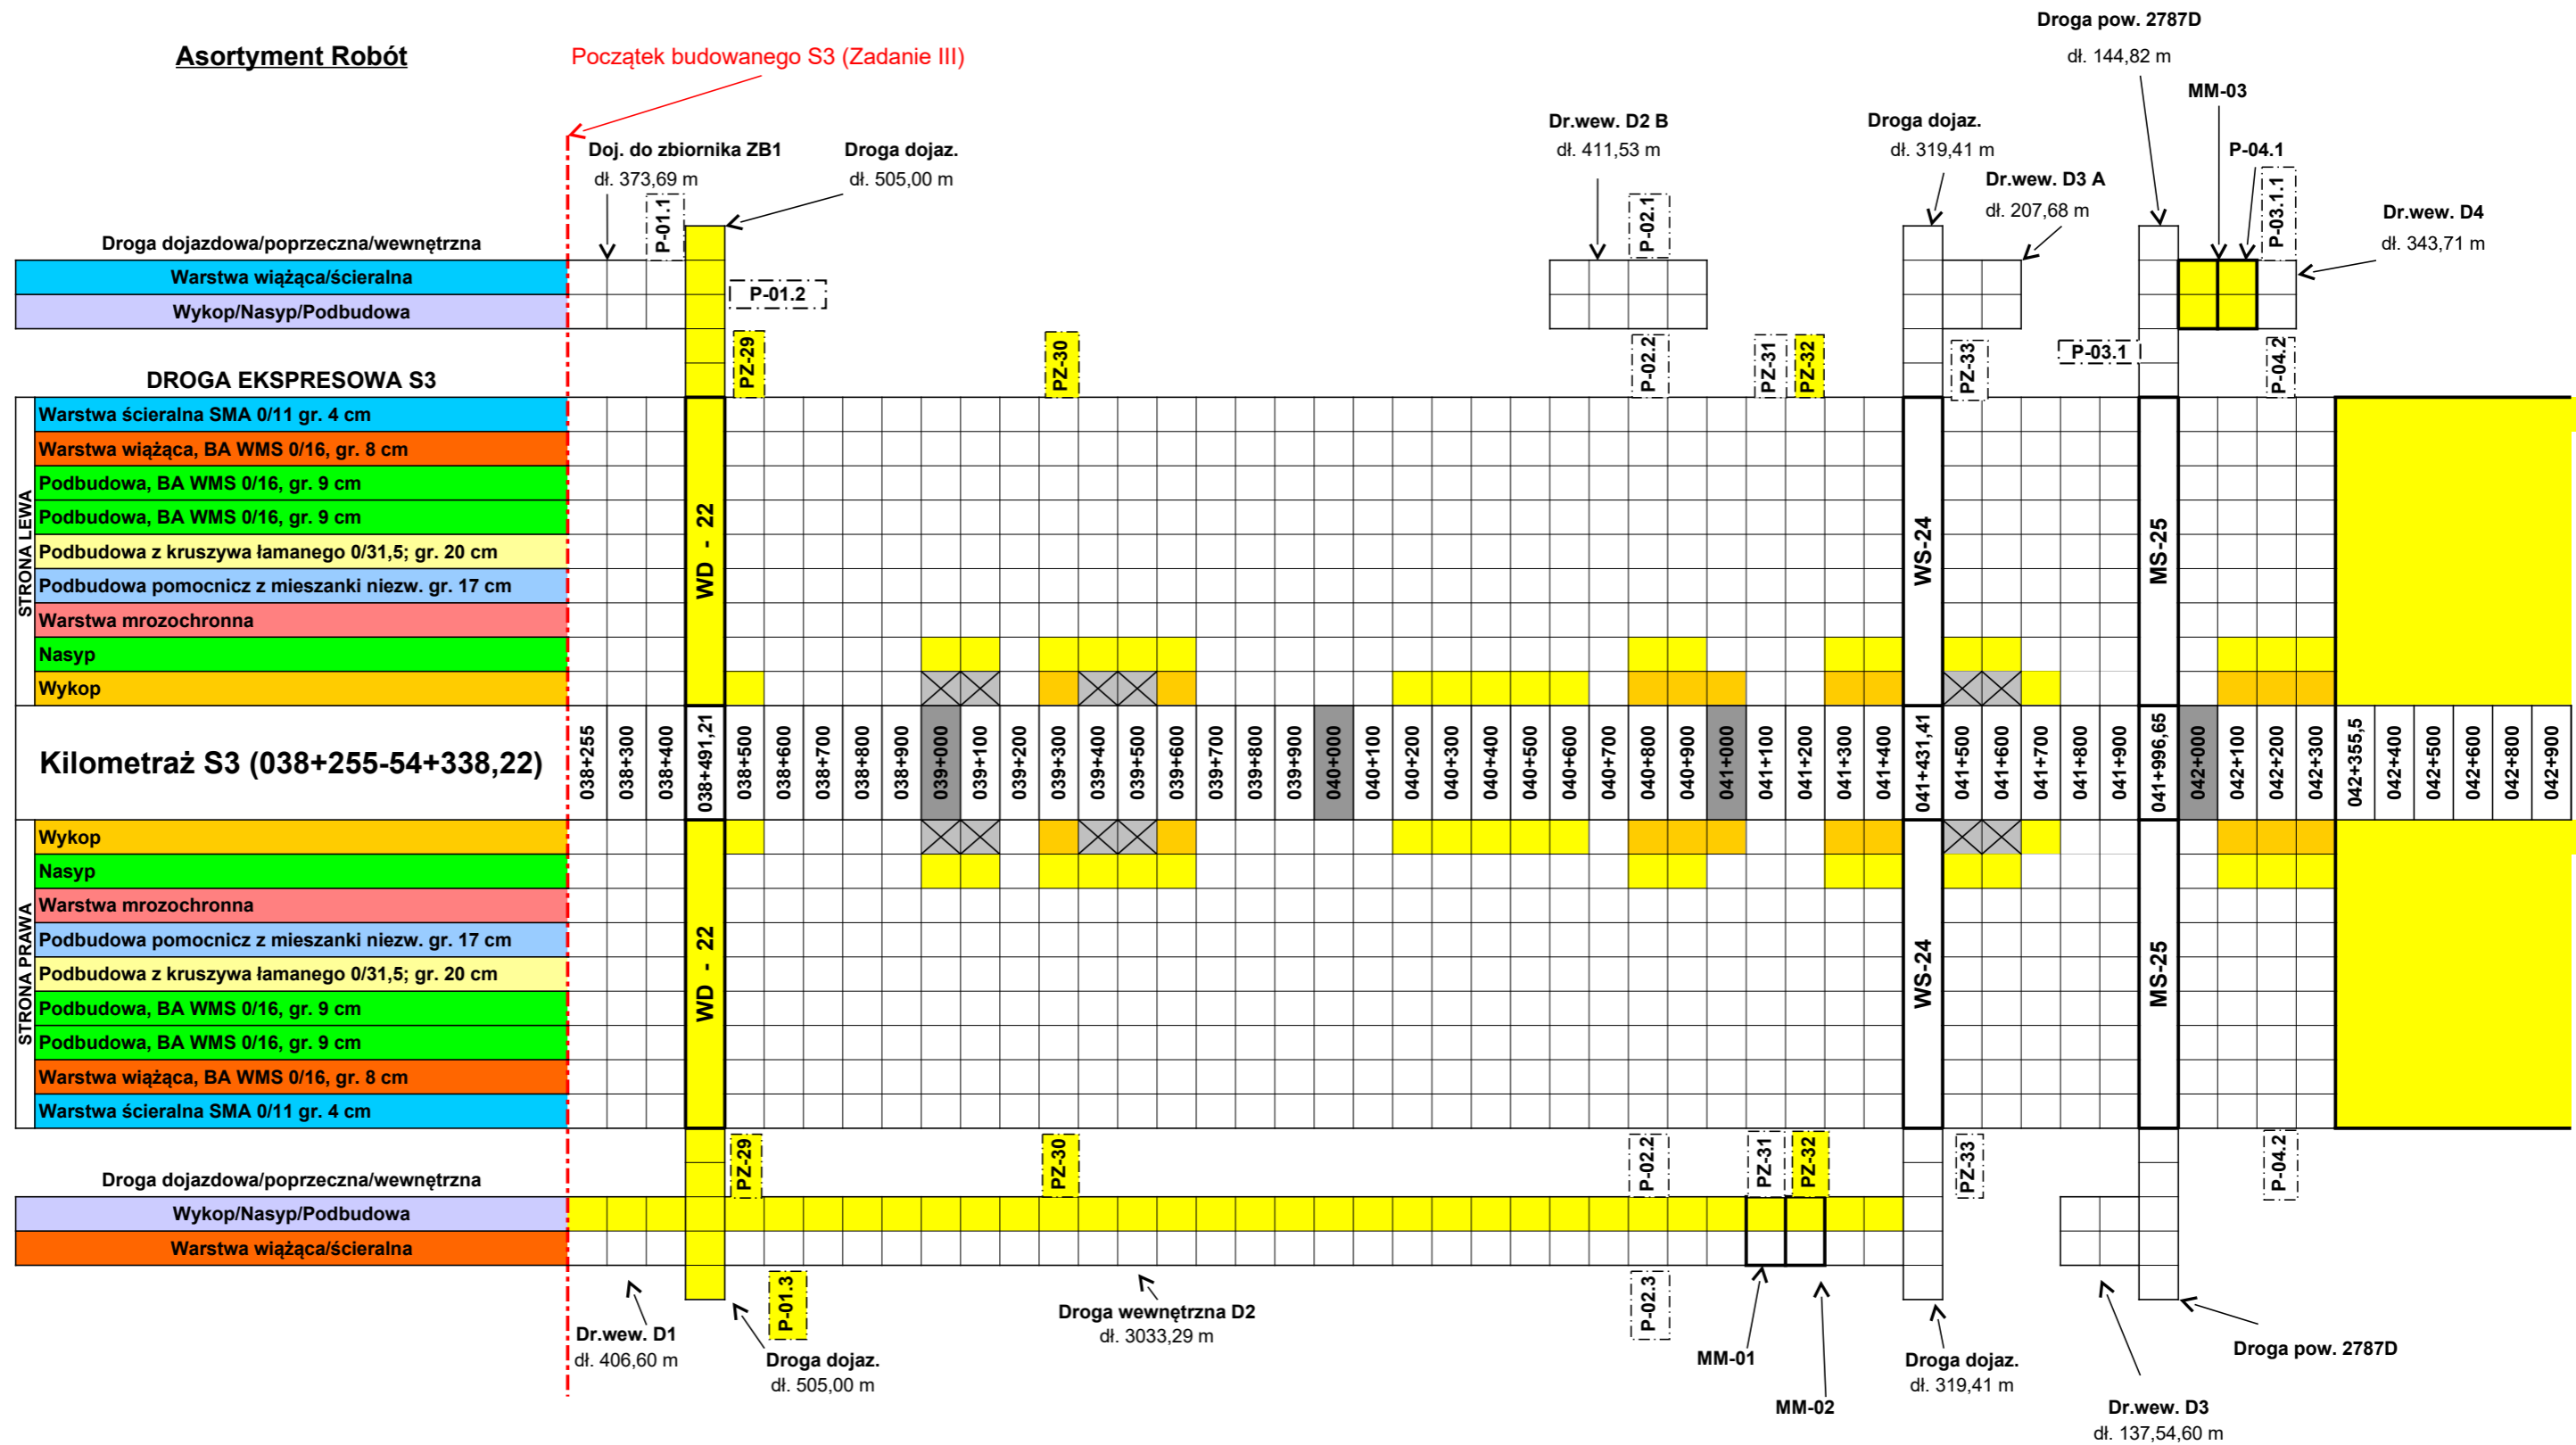 Droga pow. 2787D
dł. 144,82 m
Asortyment Robót
Początek budowanego S3 (Zadanie III)
MM-03
Dr.wew. D2 B
dł. 411,53 m
Droga dojaz.
dł. 319,41 m
Doj. do zbiornika ZB1
dł. 373,69 m
Droga dojaz.
dł. 505,00 m
P-04.1
Dr.wew. D3 A
dł. 207,68 m
Dr.wew. D4
dł. 343,71 m
P-01.1
P-02.1
P-03.1.1
Droga dojazdowa/poprzeczna/wewnętrzna
Warstwa wiążąca/ścieralna
Wykop/Nasyp/Podbudowa
P-01.2
PZ-29
PZ-30
P-02.2
PZ-31
PZ-32
PZ-33
P-03.1
P-04.2
DROGA EKSPRESOWA S3
STRONA LEWA
Warstwa ścieralna SMA 0/11 gr. 4 cm
Warstwa wiążąca, BA WMS 0/16, gr. 8 cm
Podbudowa, BA WMS 0/16, gr. 9 cm
Podbudowa, BA WMS 0/16, gr. 9 cm
Podbudowa z kruszywa łamanego 0/31,5; gr. 20 cm
Podbudowa pomocnicz z mieszanki niezw. gr. 17 cm
Warstwa mrozochronna
Nasyp
Wykop
WD - 22
WS-24
MS-25
Kilometraż S3 (038+255-54+338,22)
038+255
038+300
038+400
038+491,21
038+500
038+600
038+700
038+800
038+900
039+000
039+100
039+200
039+300
039+400
039+500
039+600
039+700
039+800
039+900
040+000
040+100
040+200
040+300
040+400
040+500
040+600
040+700
040+800
040+900
041+000
041+100
041+200
041+300
041+400
041+431,41
041+500
041+600
041+700
041+800
041+900
041+996,65
042+000
042+100
042+200
042+300
042+355,5
042+400
042+500
042+600
042+800
042+900
STRONA PRAWA
Wykop
Nasyp
Warstwa mrozochronna
Podbudowa pomocnicz z mieszanki niezw. gr. 17 cm
Podbudowa z kruszywa łamanego 0/31,5; gr. 20 cm
Podbudowa, BA WMS 0/16, gr. 9 cm
Podbudowa, BA WMS 0/16, gr. 9 cm
Warstwa wiążąca, BA WMS 0/16, gr. 8 cm
Warstwa ścieralna SMA 0/11 gr. 4 cm
WD - 22
WS-24
MS-25
PZ-29
PZ-30
P-02.2
PZ-31
PZ-32
PZ-33
P-04.2
Droga dojazdowa/poprzeczna/wewnętrzna
Wykop/Nasyp/Podbudowa
Warstwa wiążąca/ścieralna
P-01.3
P-02.3
Dr.wew. D1
dł. 406,60 m
Droga dojaz.
dł. 505,00 m
Droga wewnętrzna D2
dł. 3033,29 m
MM-01
MM-02
Droga dojaz.
dł. 319,41 m
Droga pow. 2787D
Dr.wew. D3
dł. 137,54,60 m